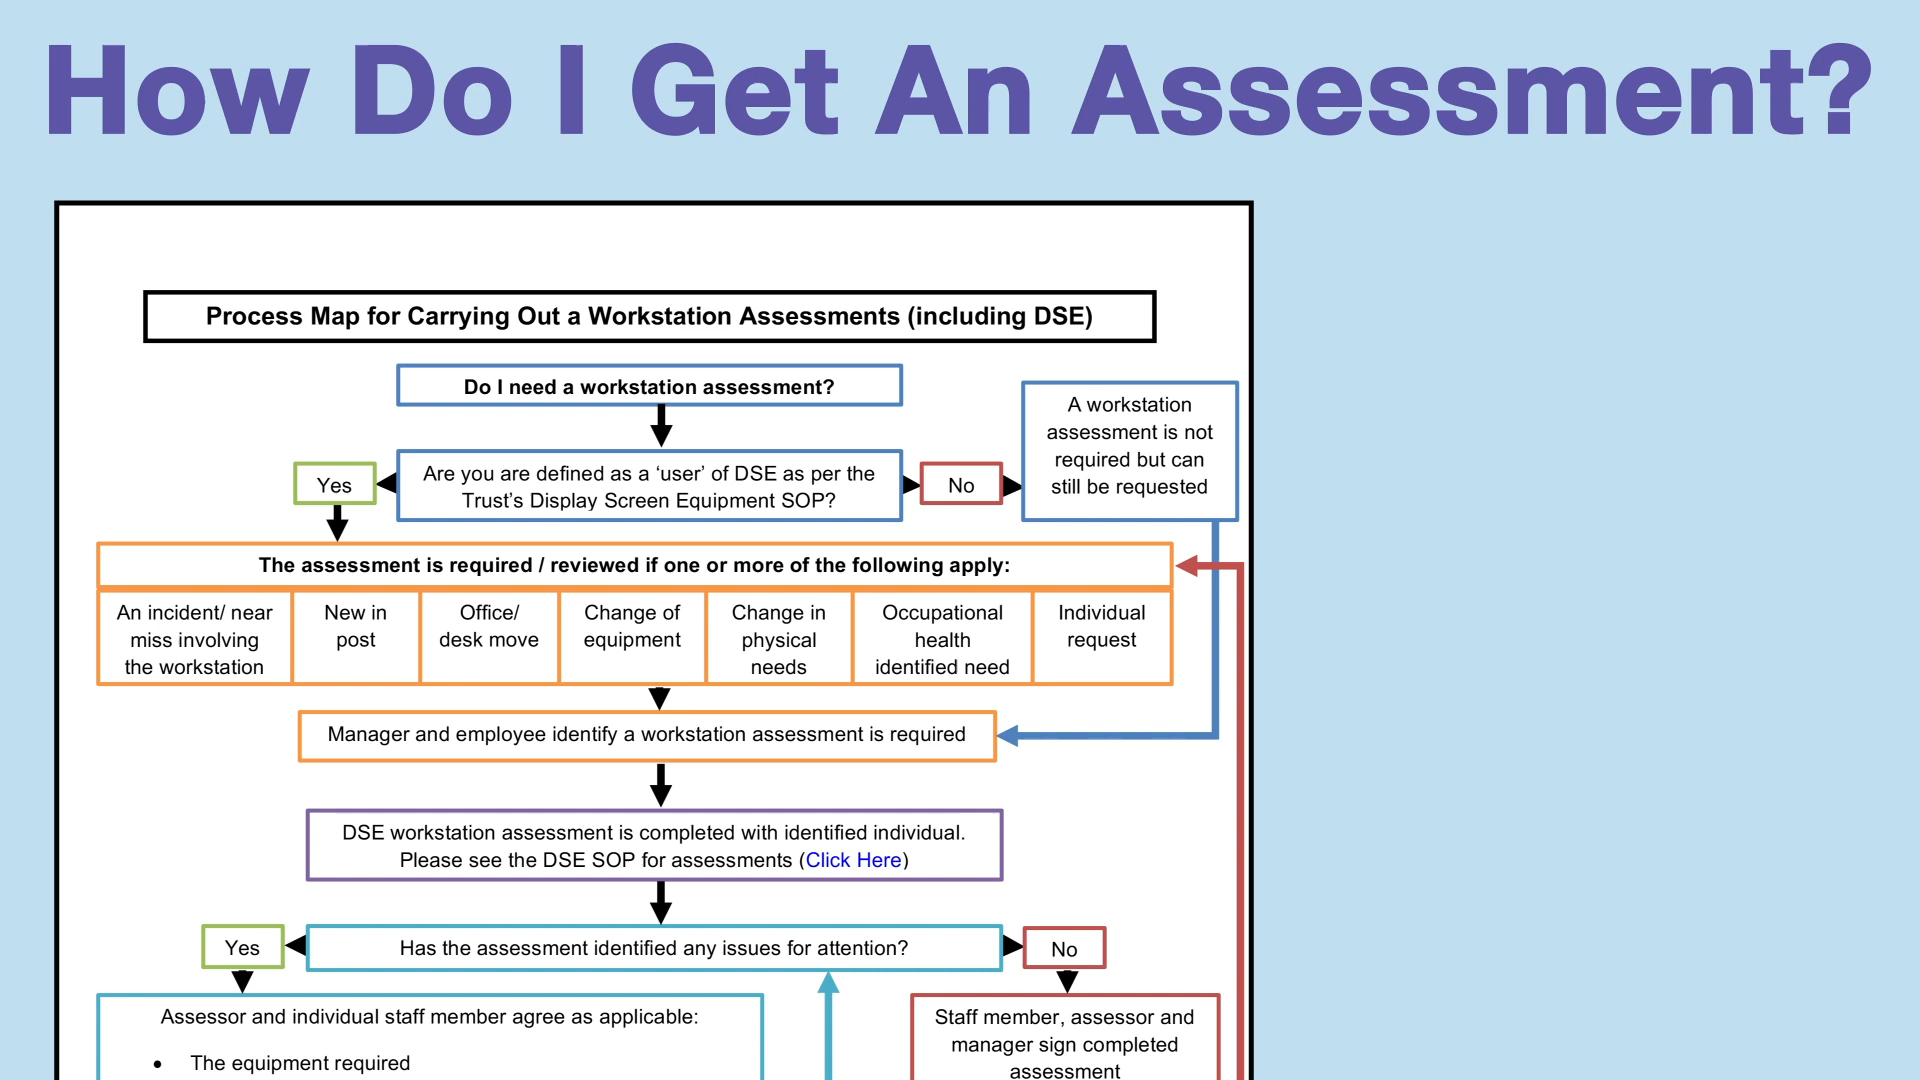 How Do I Get An Assessment?
Process Map for Carrying Out a Workstation Assessments (including DSE)
Do I need a workstation assessment?
A workstation
assessment is not
required but can
still be requested
Yes
Are you are defined as a ‘user’ of DSE as per the
Trust’s Display Screen Equipment SOP?
No
The assessment is required / reviewed if one or more of the following apply:
An incident/ near
miss involving
the workstation
New in
post
Office/
desk move
Change of
equipment
Change in
physical
needs
Occupational
health
identified need
Individual
request
Manager and employee identify a workstation assessment is required
DSE workstation assessment is completed with identified individual.
Please see the DSE SOP for assessments (Click Here)
Yes
Has the assessment identified any issues for attention?
No
Assessor and individual staff member agree as applicable:
• The equipment required
Staff member, assessor and
manager sign completed
assessment